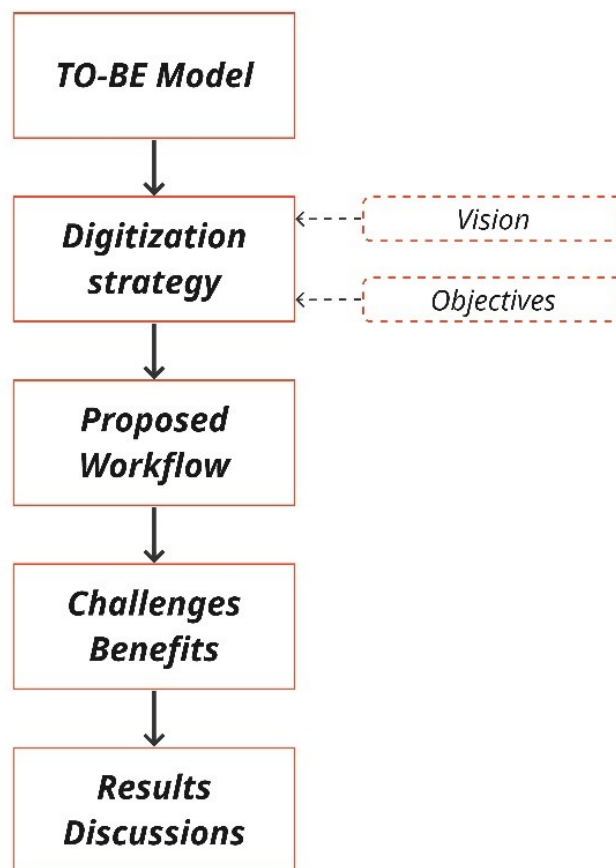 TO-BE Model
Digitization
strategy
Vision
Objectives
Proposed
Workflow
Challenges
Benefits
Results
Discussions